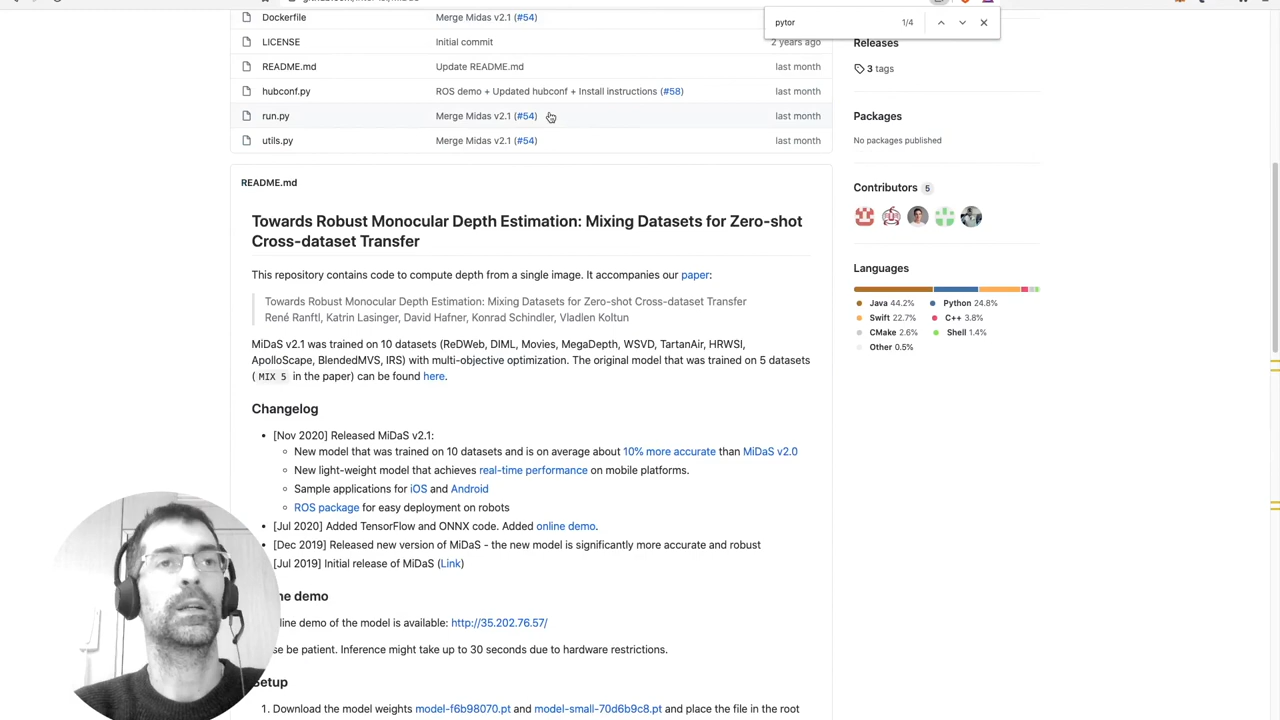 pytor 1/4
Dockerfile Merge Midas v2.1 (#54)
LICENSE Initial commit 2 years ago
README.md Update README.md last month
hubconf.py ROS demo + Updated hubconf + Install instructions (#58) last month
run.py Merge Midas v2.1 (#54) last month
utils.py Merge Midas v2.1 (#54) last month
README.md
Towards Robust Monocular Depth Estimation: Mixing Datasets for Zero-shot
Cross-dataset Transfer
This repository contains code to compute depth from a single image. It accompanies our paper:
Towards Robust Monocular Depth Estimation: Mixing Datasets for Zero-shot Cross-dataset Transfer
René Ranftl, Katrin Lasinger, David Hafner, Konrad Schindler, Vladlen Koltun
MiDaS v2.1 was trained on 10 datasets (ReDWeb, DIML, Movies, MegaDepth, WSVD, TartanAir, HRWSI,
ApolloScape, BlendedMVS, IRS) with multi-objective optimization. The original model that was trained on 5 datasets
( MIX 5 in the paper) can be found here.
Changelog
[Nov 2020] Released MiDaS v2.1:
New model that was trained on 10 datasets and is on average about 10% more accurate than MiDaS v2.0
New light-weight model that achieves real-time performance on mobile platforms.
Sample applications for iOS and Android
ROS package for easy deployment on robots
[Jul 2020] Added TensorFlow and ONNX code. Added online demo.
[Dec 2019] Released new version of MiDaS - the new model is significantly more accurate and robust
[Jul 2019] Initial release of MiDaS (Link)
ne demo
line demo of the model is available: http://35.202.76.57/
se be patient. Inference might take up to 30 seconds due to hardware restrictions.
Setup
1. Download the model weights model-f6b98070.pt and model-small-70d6b9c8.pt and place the file in the root
Releases
3 tags
Packages
No packages published
Contributors 5
Languages
Java 44.2% Python 24.8%
Swift 22.7% C++ 3.8%
CMake 2.6% Shell 1.4%
Other 0.5%